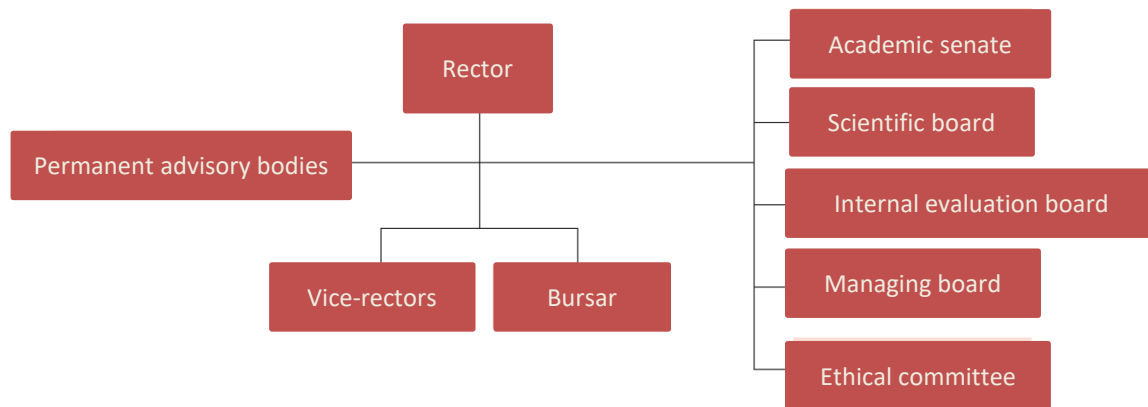 Rector
Permanent advisory bodies
Vice-rectors
Bursar
Academic senate
Scientific board
Internal evaluation board
Managing board
Ethical committee